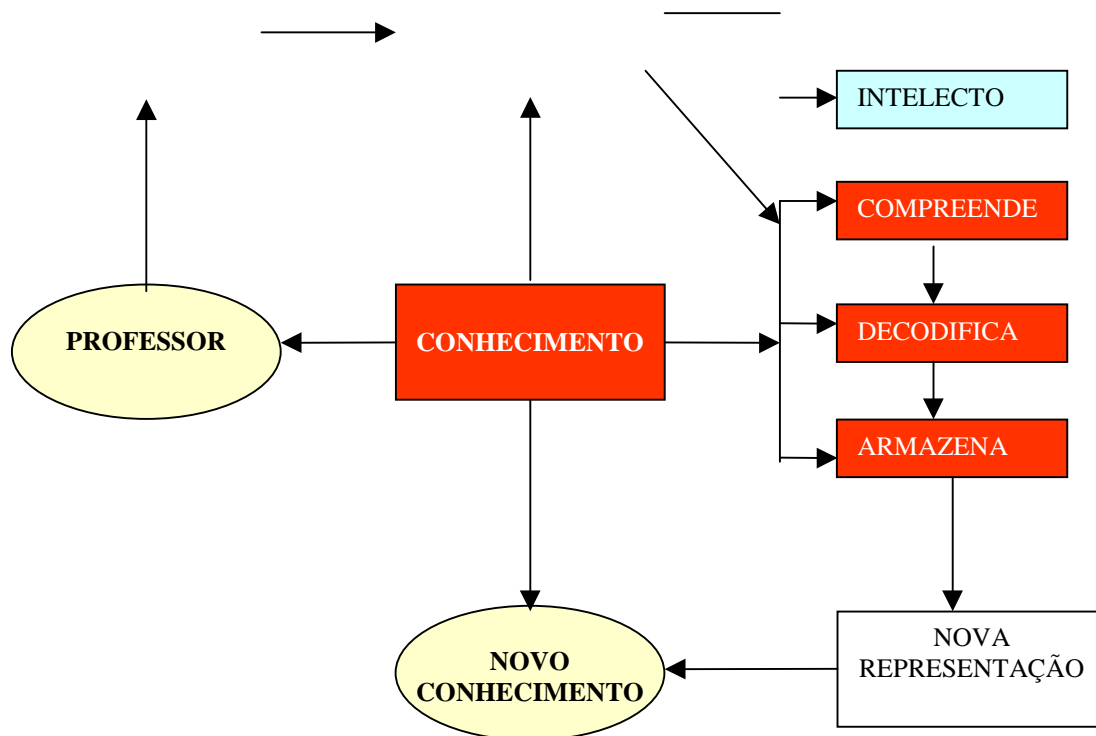 INTELECTO
COMPREENDE
PROFESSOR
CONHECIMENTO
DECODIFICA
ARMAZENA
NOVO
CONHECIMENTO
NOVA
REPRESENTAÇÃO